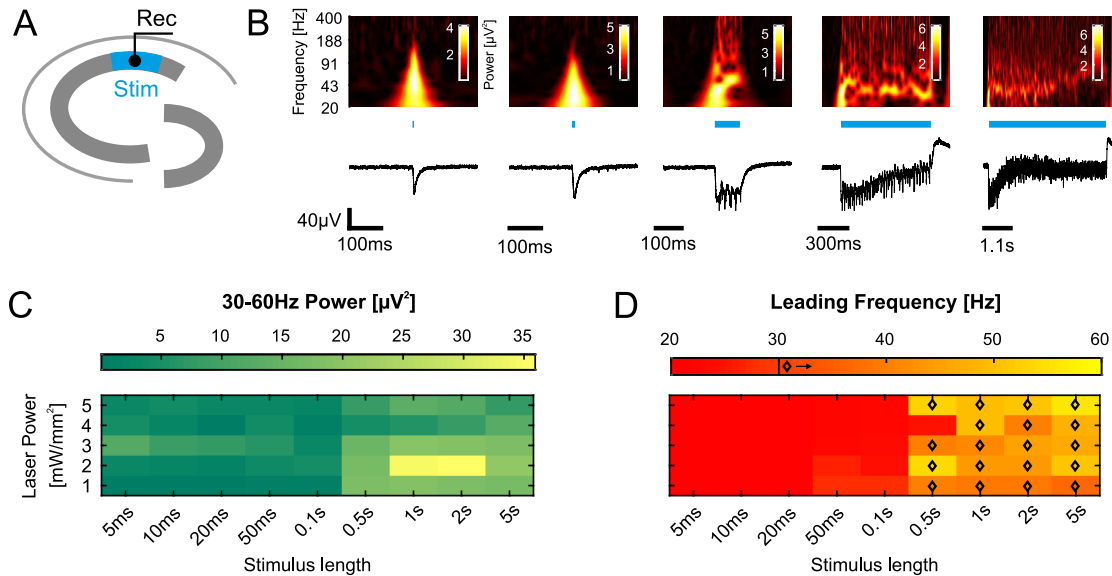 A
Rec
Stim
B
Frequency [Hz]
400
188
91
43
20
4
2
Power [µV²]
5
3
1
5
3
1
6
4
2
6
4
2
40µV
100ms
100ms
100ms
300ms
1.1s
C
30-60Hz Power [µV²]
5 10 15 20 25 30 35
Laser Power
[mW/mm²]
5
4
3
2
1
5ms 10ms 20ms 50ms 0.1s 0.5s 1s 2s 5s
Stimulus length
D
Leading Frequency [Hz]
20 30 40 50 60
5ms 10ms 20ms 50ms 0.1s 0.5s 1s 2s 5s
Stimulus length